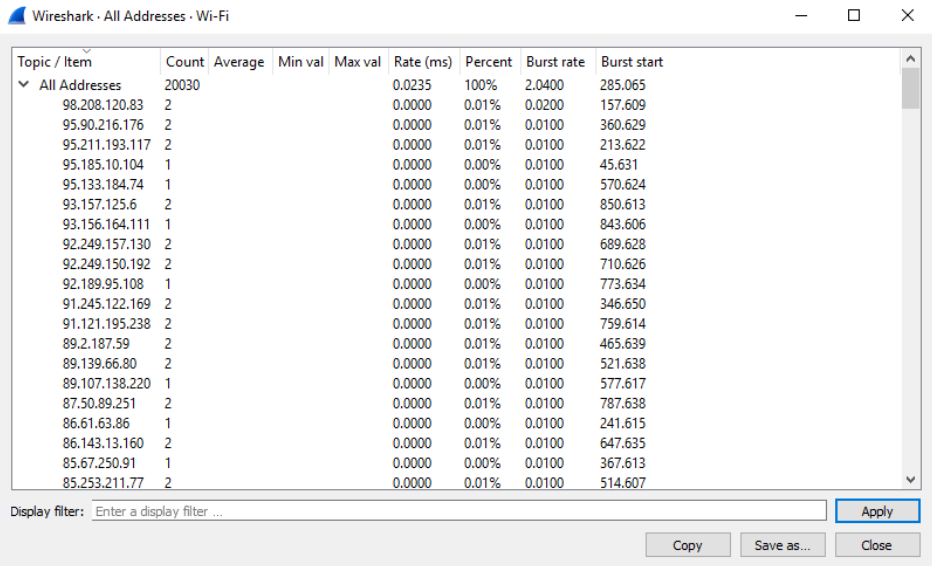 Wireshark · All Addresses · Wi-Fi
Topic / Item Count Average Min val Max val Rate (ms) Percent Burst rate Burst start
All Addresses 20030 0.0235 100% 2.0400 285.065
98.208.120.83 2 0.0000 0.01% 0.0200 157.609
95.90.216.176 2 0.0000 0.01% 0.0100 360.629
95.211.193.117 2 0.0000 0.01% 0.0100 213.622
95.185.10.104 1 0.0000 0.00% 0.0100 45.631
95.133.184.74 1 0.0000 0.00% 0.0100 570.624
93.157.125.6 2 0.0000 0.01% 0.0100 850.613
93.156.164.111 1 0.0000 0.00% 0.0100 843.606
92.249.157.130 2 0.0000 0.01% 0.0100 689.628
92.249.150.192 2 0.0000 0.01% 0.0100 710.626
92.189.95.108 1 0.0000 0.00% 0.0100 773.634
91.245.122.169 2 0.0000 0.01% 0.0100 346.650
91.121.195.238 2 0.0000 0.01% 0.0100 759.614
89.2.187.59 2 0.0000 0.01% 0.0100 465.639
89.139.66.80 2 0.0000 0.01% 0.0100 521.638
89.107.138.220 1 0.0000 0.00% 0.0100 577.617
87.50.89.251 2 0.0000 0.01% 0.0100 787.638
86.61.63.86 1 0.0000 0.00% 0.0100 241.615
86.143.13.160 2 0.0000 0.01% 0.0100 647.635
85.67.250.91 1 0.0000 0.00% 0.0100 367.613
85.253.211.77 2 0.0000 0.01% 0.0100 514.607
Display filter: Enter a display filter ... Apply
Copy Save as... Close